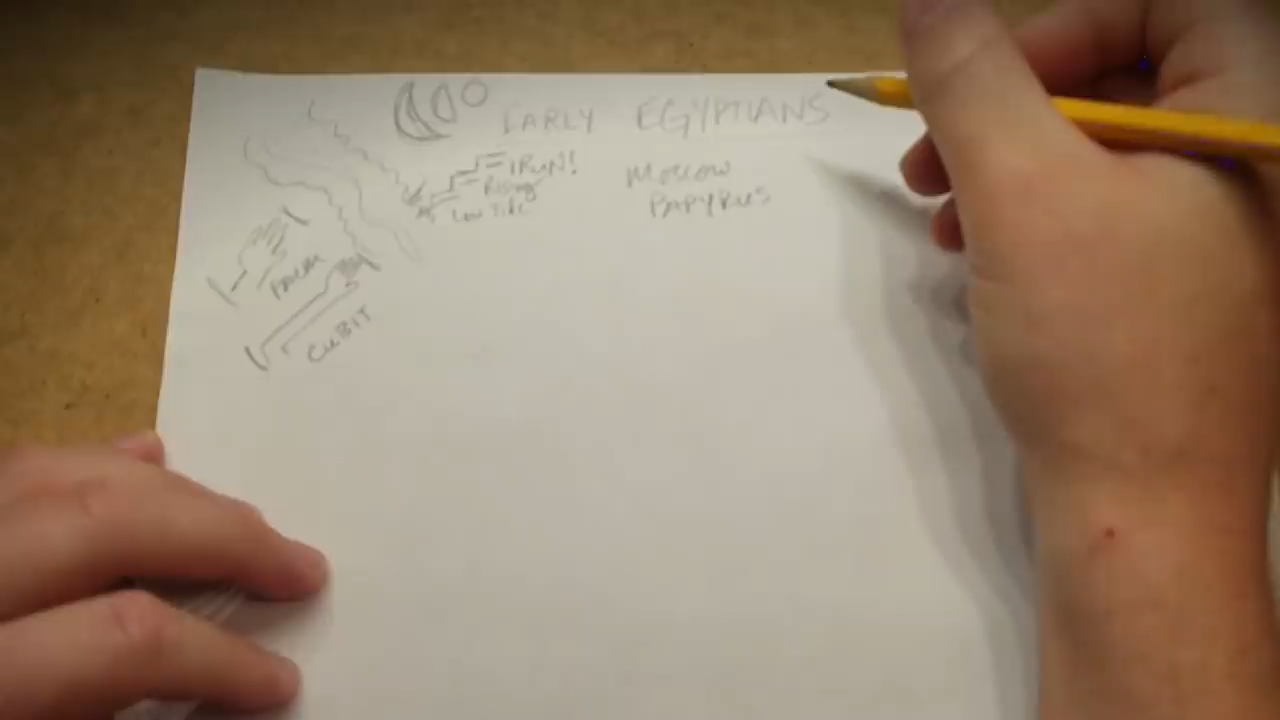 EARLY EGYPTIANS
RUN!
Rising
Low Tide
MOSCOW
PAPYRUS
PALM
CUBIT